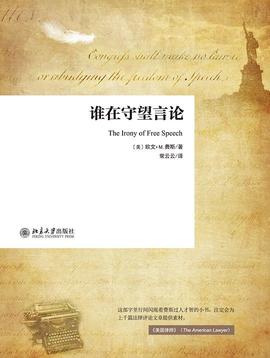 Congress shall make no law
or abridging the freedom of Speech
谁在守望言论
The Irony of Free Speech
〔美〕欧文·M.费斯/著
常云云/译
北京大学出版社
PEKING UNIVERSITY PRESS
这部字里行间闪现着费斯过人才智的小书,注定会为
上千篇法律评论文章提供素材。
《美国律师》(The American Lawyer)